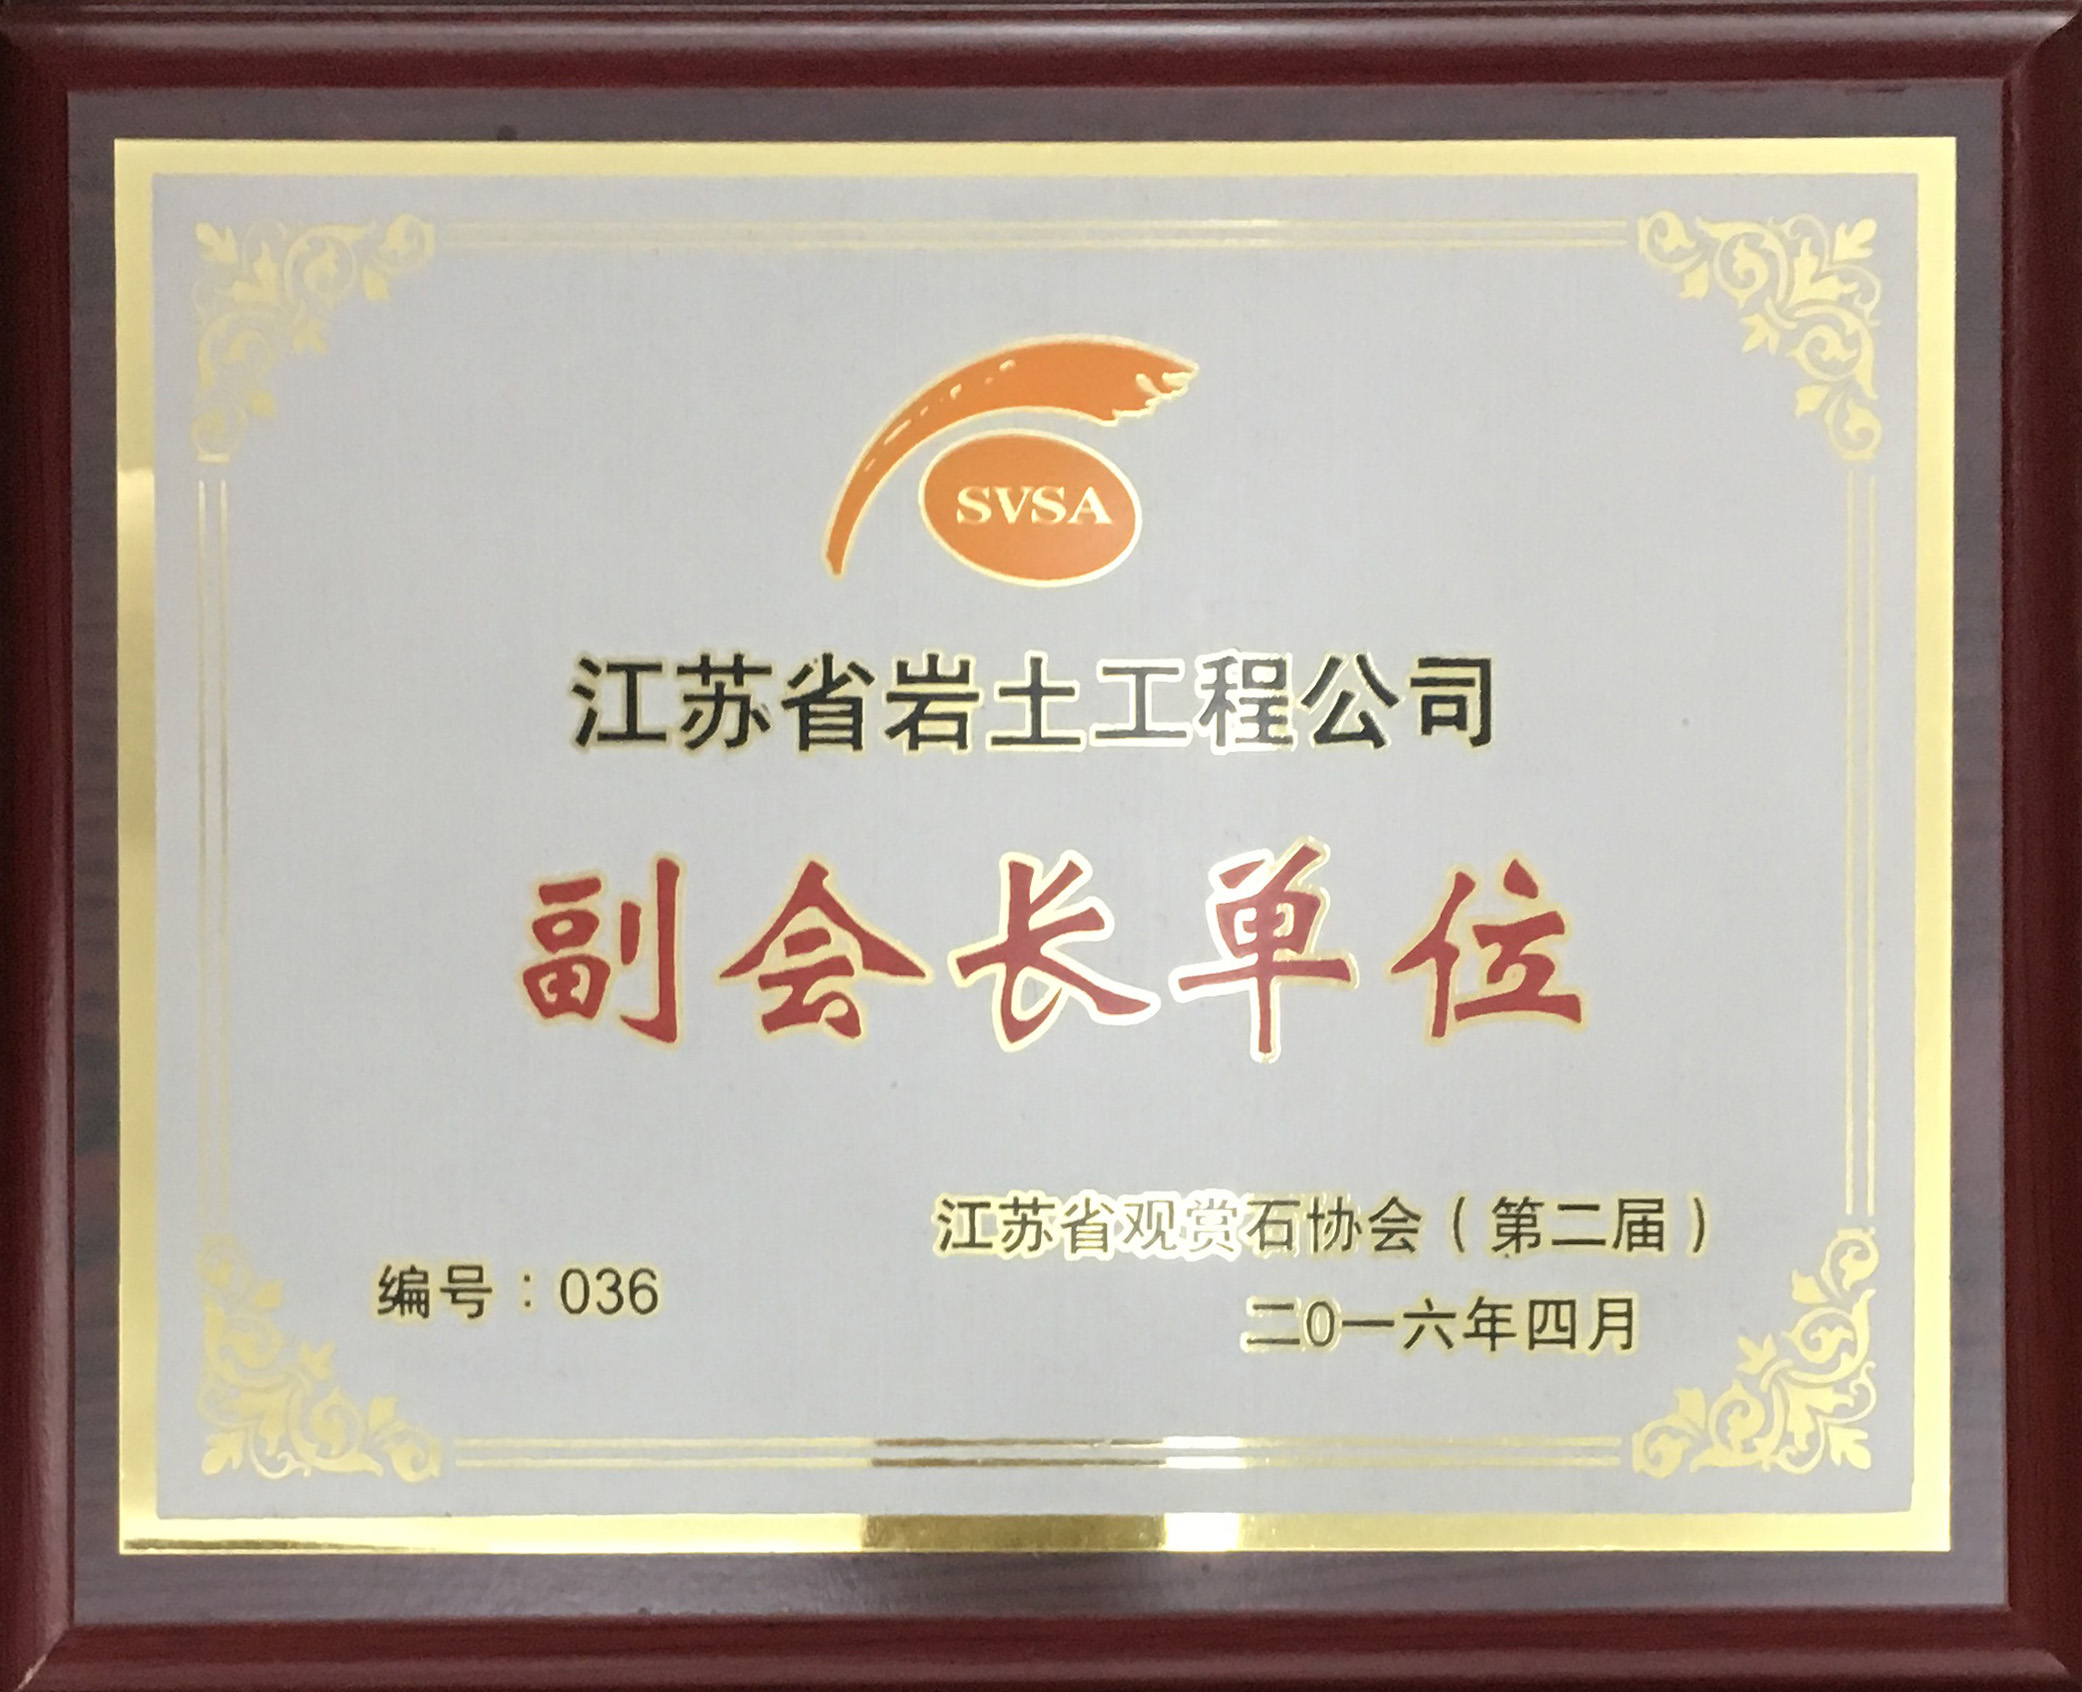 SVSA
江苏省岩土工程公司
副会长单位
江苏省观赏石协会（第二届）
编号：036
二0一六年四月